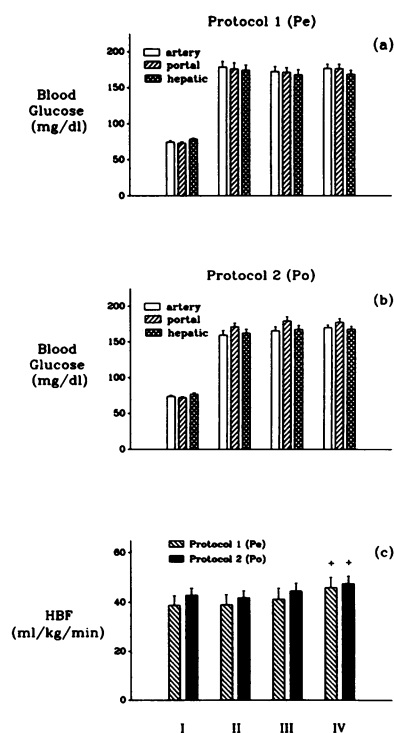 Protocol 1 (Pe)
(a)
200
150
100
50
0
Blood
Glucose
(mg/dl)
artery
portal
hepatic
Protocol 2 (Po)
(b)
200
150
100
50
0
Blood
Glucose
(mg/dl)
artery
portal
hepatic
(c)
60
40
20
0
HBF
(ml/kg/min)
Protocol 1 (Pe)
Protocol 2 (Po)
+ +
I II III IV